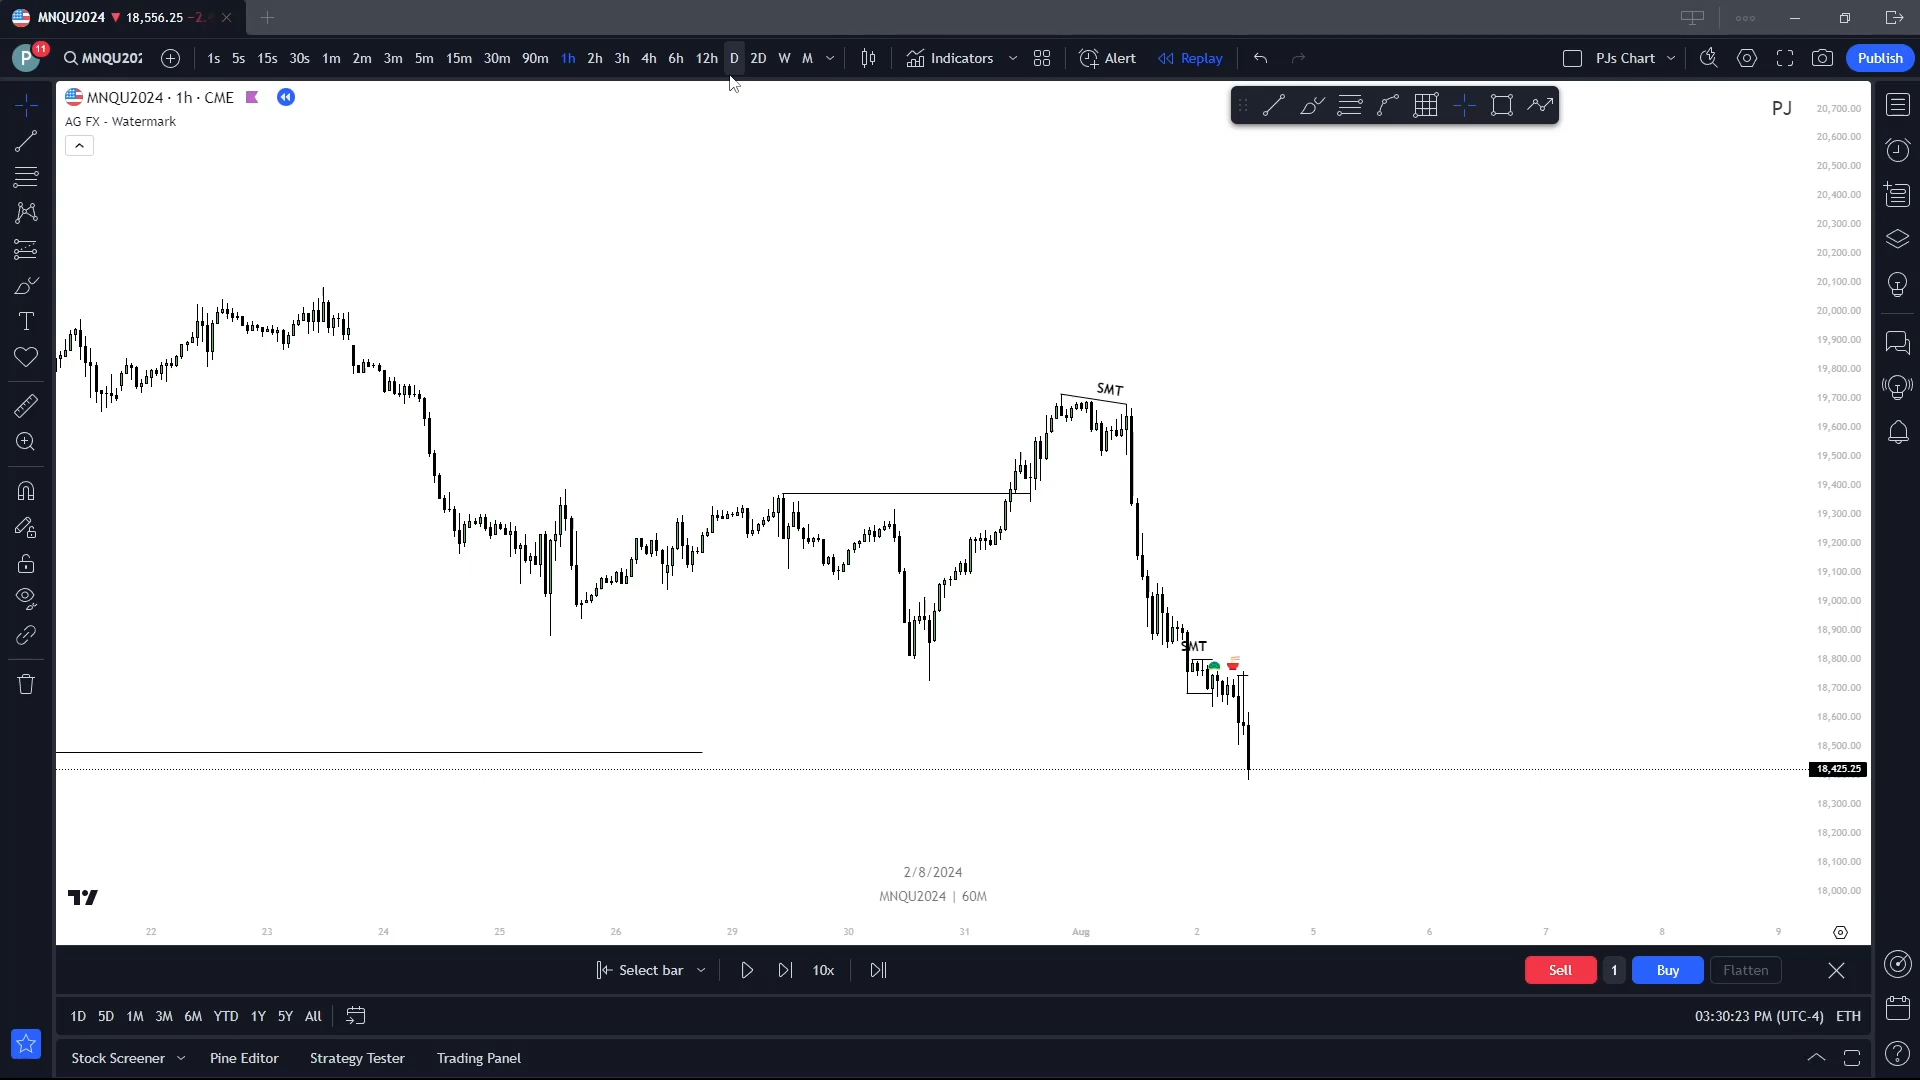 MNQU2024 ▼ 18,556.25 −2.
P 11 MNQU202 1s 5s 15s 30s 1m 2m 3m 5m 15m 30m 90m 1h 2h 3h 4h 6h 12h D 2D W M Indicators Alert Replay PJs Chart Publish
MNQU2024 · 1h · CME
AG FX - Watermark
PJ
20,700.00
20,600.00
20,500.00
20,400.00
20,300.00
20,200.00
20,100.00
20,000.00
19,900.00
19,800.00
19,700.00
19,600.00
19,500.00
19,400.00
19,300.00
19,200.00
19,100.00
19,000.00
18,900.00
18,800.00
18,700.00
18,600.00
18,500.00
18,425.25
18,300.00
18,200.00
18,100.00
18,000.00
SMT
SMT
2/8/2024
MNQU2024 | 60M
22 23 24 25 26 29 30 31 Aug 2 5 6 7 8 9
Select bar 10x Sell 1 Buy Flatten
1D 5D 1M 3M 6M YTD 1Y 5Y All 03:30:23 PM (UTC-4) ETH
Stock Screener Pine Editor Strategy Tester Trading Panel